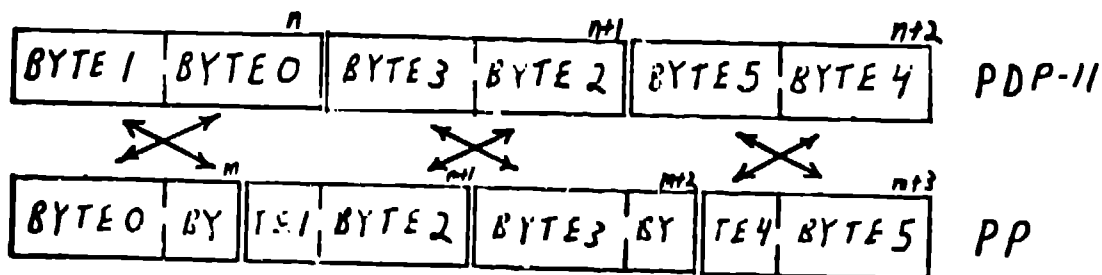 n n+1 n+2
BYTE 1 BYTE 0 BYTE 3 BYTE 2 BYTE 5 BYTE 4 PDP-11
m m+1 m+2 m+3
BYTE 0 BY TE 1 BYTE 2 BYTE 3 BY TE 4 BYTE 5 PP